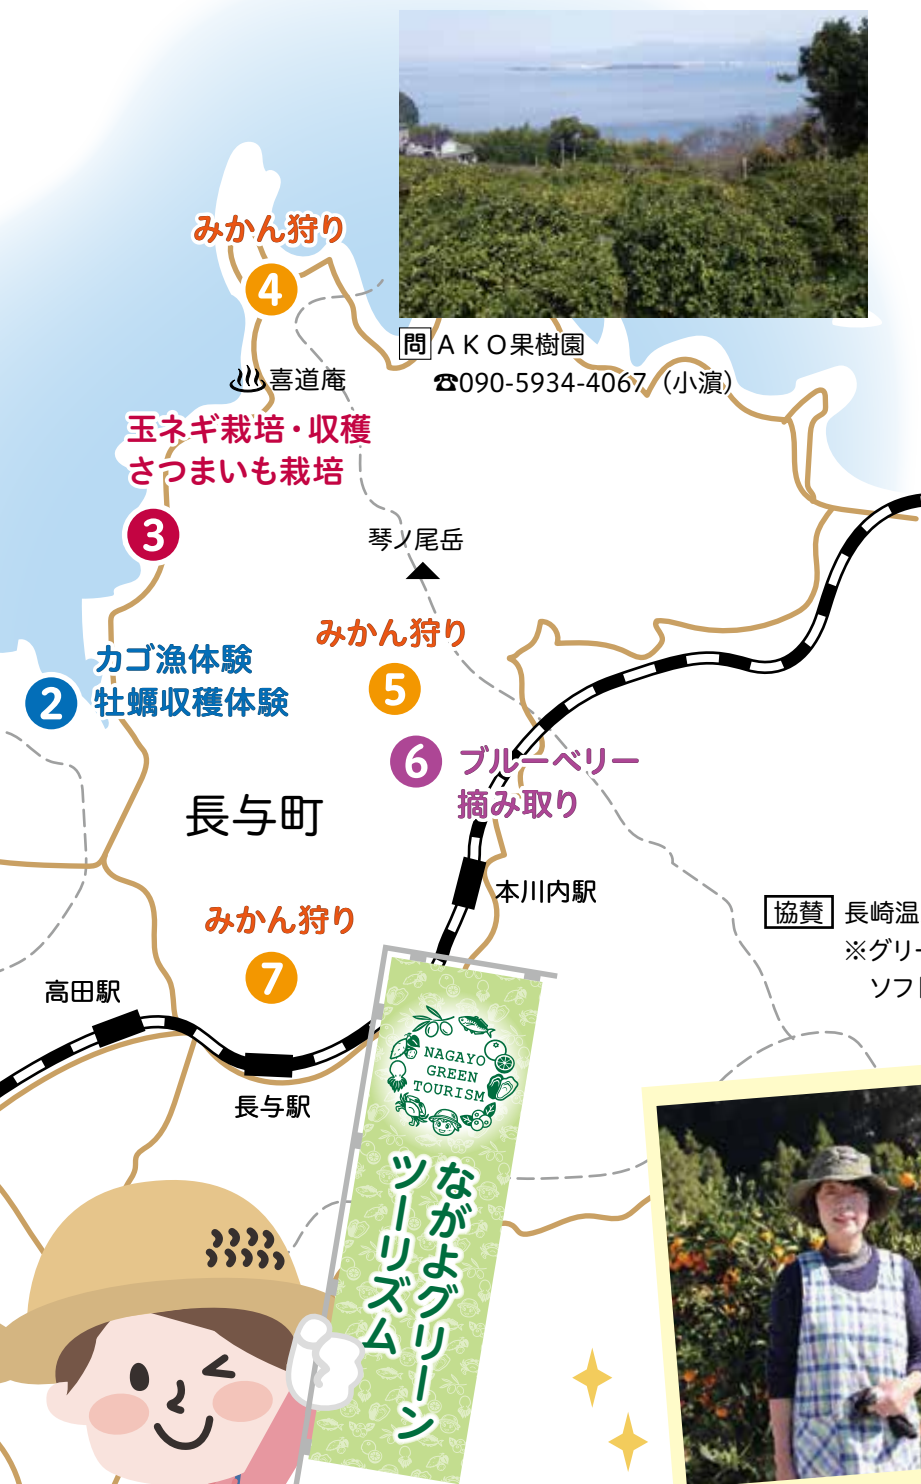 みかん狩り
4
問 AKO果樹園
☎090-5934-4067（小濵）
♨喜道庵
玉ネギ栽培・収穫
さつまいも栽培
3
琴ノ尾岳
みかん狩り
5
カゴ漁体験
牡蠣収穫体験
2
6
ブルーベリー
摘み取り
長与町
本川内駅
みかん狩り
7
協賛 長崎温
※グリー
ソフト
高田駅
長与駅
NAGAYO
GREEN
TOURISM
ながよグリーン
ツーリズム